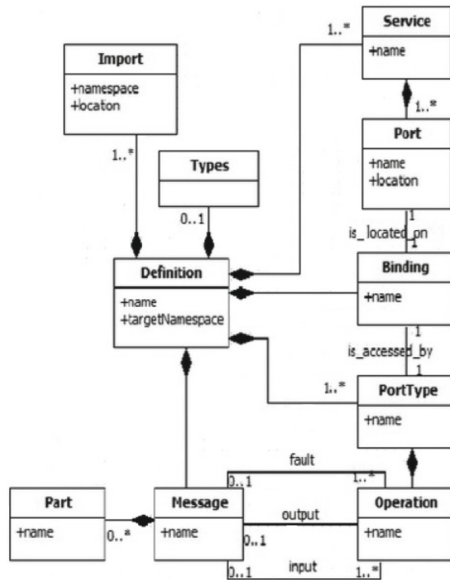 Service
1..*
+name
Import
+namespace
+location
1..*
Port
+name
+location
1..*
Types
0..1
1
is_located_on
1
Definition
+name
+targetNamespace
Binding
+name
1
is_accessed_by
1
1..*
PortType
+name
fault
0..1
1..*
Part
+name
0..*
Message
+name
output
0..1
Operation
+name
input
0..1
1..*